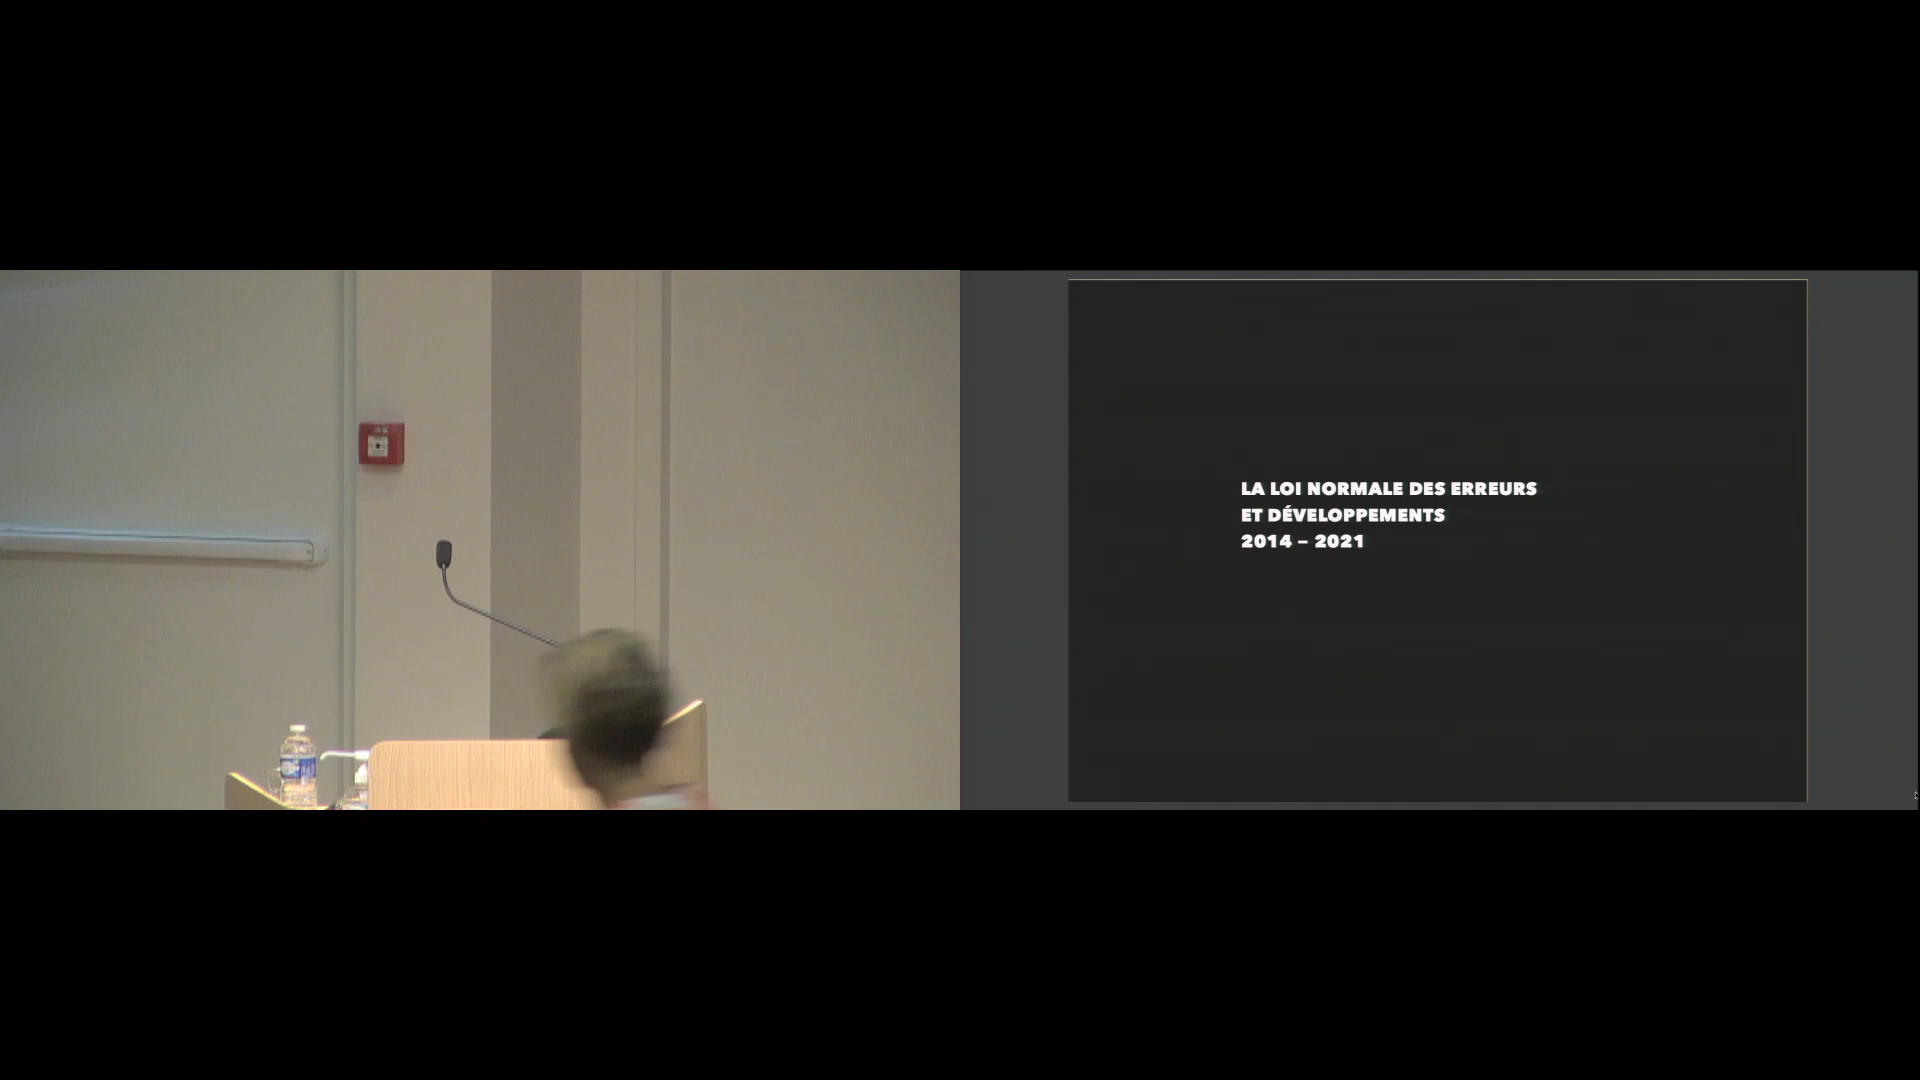 LA LOI NORMALE DES ERREURS
ET DÉVELOPPEMENTS
2014 – 2021